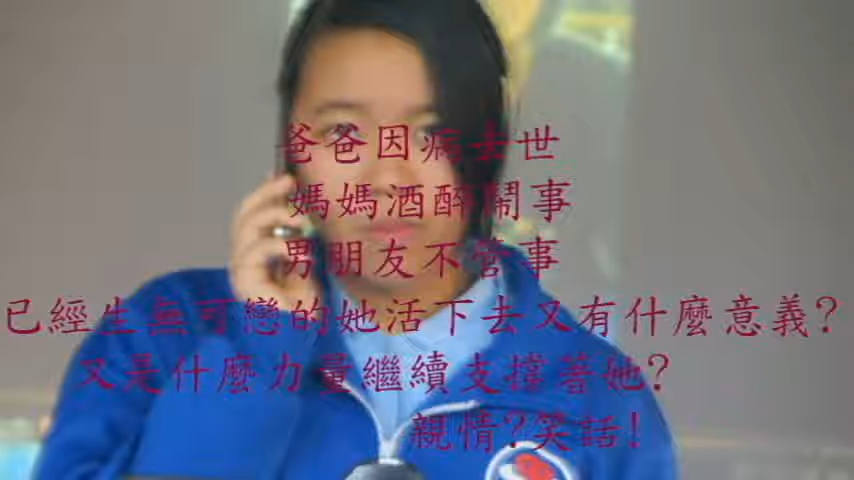 爸爸因病去世
媽媽酒醉鬧事
男朋友不管事
已經生無可戀的她活下去又有什麼意義?
又是什麼力量繼續支撐著她?
親情?笑話!